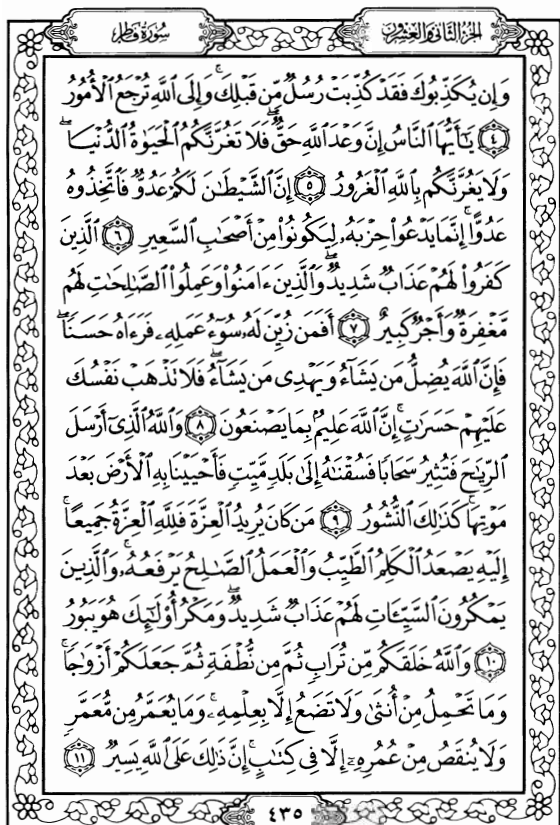 الجزء الثاني والعشرون
سورة فاطر
وَإِن يُكَذِّبُوكَ فَقَدْ كُذِّبَتْ رُسُلٌ مِّن قَبْلِكَ ۚ وَإِلَى ٱللَّهِ تُرْجَعُ ٱلْأُمُورُ
٤ يَٰٓأَيُّهَا ٱلنَّاسُ إِنَّ وَعْدَ ٱللَّهِ حَقٌّ ۖ فَلَا تَغُرَّنَّكُمُ ٱلْحَيَوٰةُ ٱلدُّنْيَا ۖ
وَلَا يَغُرَّنَّكُم بِٱللَّهِ ٱلْغَرُورُ ٥ إِنَّ ٱلشَّيْطَٰنَ لَكُمْ عَدُوٌّ فَٱتَّخِذُوهُ
عَدُوًّا ۚ إِنَّمَا يَدْعُوا۟ حِزْبَهُۥ لِيَكُونُوا۟ مِنْ أَصْحَٰبِ ٱلسَّعِيرِ ٦ ٱلَّذِينَ
كَفَرُوا۟ لَهُمْ عَذَابٌ شَدِيدٌ ۖ وَٱلَّذِينَ ءَامَنُوا۟ وَعَمِلُوا۟ ٱلصَّٰلِحَٰتِ لَهُم
مَّغْفِرَةٌ وَأَجْرٌ كَبِيرٌ ٧ أَفَمَن زُيِّنَ لَهُۥ سُوٓءُ عَمَلِهِۦ فَرَءَاهُ حَسَنًا ۖ
فَإِنَّ ٱللَّهَ يُضِلُّ مَن يَشَآءُ وَيَهْدِى مَن يَشَآءُ ۖ فَلَا تَذْهَبْ نَفْسُكَ
عَلَيْهِمْ حَسَرَٰتٍ ۚ إِنَّ ٱللَّهَ عَلِيمٌۢ بِمَا يَصْنَعُونَ ٨ وَٱللَّهُ ٱلَّذِىٓ أَرْسَلَ
ٱلرِّيَٰحَ فَتُثِيرُ سَحَابًا فَسُقْنَٰهُ إِلَىٰ بَلَدٍ مَّيِّتٍ فَأَحْيَيْنَا بِهِ ٱلْأَرْضَ بَعْدَ
مَوْتِهَا ۚ كَذَٰلِكَ ٱلنُّشُورُ ٩ مَن كَانَ يُرِيدُ ٱلْعِزَّةَ فَلِلَّهِ ٱلْعِزَّةُ جَمِيعًا ۚ
إِلَيْهِ يَصْعَدُ ٱلْكَلِمُ ٱلطَّيِّبُ وَٱلْعَمَلُ ٱلصَّٰلِحُ يَرْفَعُهُۥ ۚ وَٱلَّذِينَ
يَمْكُرُونَ ٱلسَّيِّـَٔاتِ لَهُمْ عَذَابٌ شَدِيدٌ ۖ وَمَكْرُ أُو۟لَٰٓئِكَ هُوَ يَبُورُ
١٠ وَٱللَّهُ خَلَقَكُم مِّن تُرَابٍ ثُمَّ مِن نُّطْفَةٍ ثُمَّ جَعَلَكُمْ أَزْوَٰجًا ۚ
وَمَا تَحْمِلُ مِنْ أُنثَىٰ وَلَا تَضَعُ إِلَّا بِعِلْمِهِۦ ۚ وَمَا يُعَمَّرُ مِن مُّعَمَّرٍ
وَلَا يُنقَصُ مِنْ عُمُرِهِۦٓ إِلَّا فِى كِتَٰبٍ ۚ إِنَّ ذَٰلِكَ عَلَى ٱللَّهِ يَسِيرٌ ١١
٤٣٥